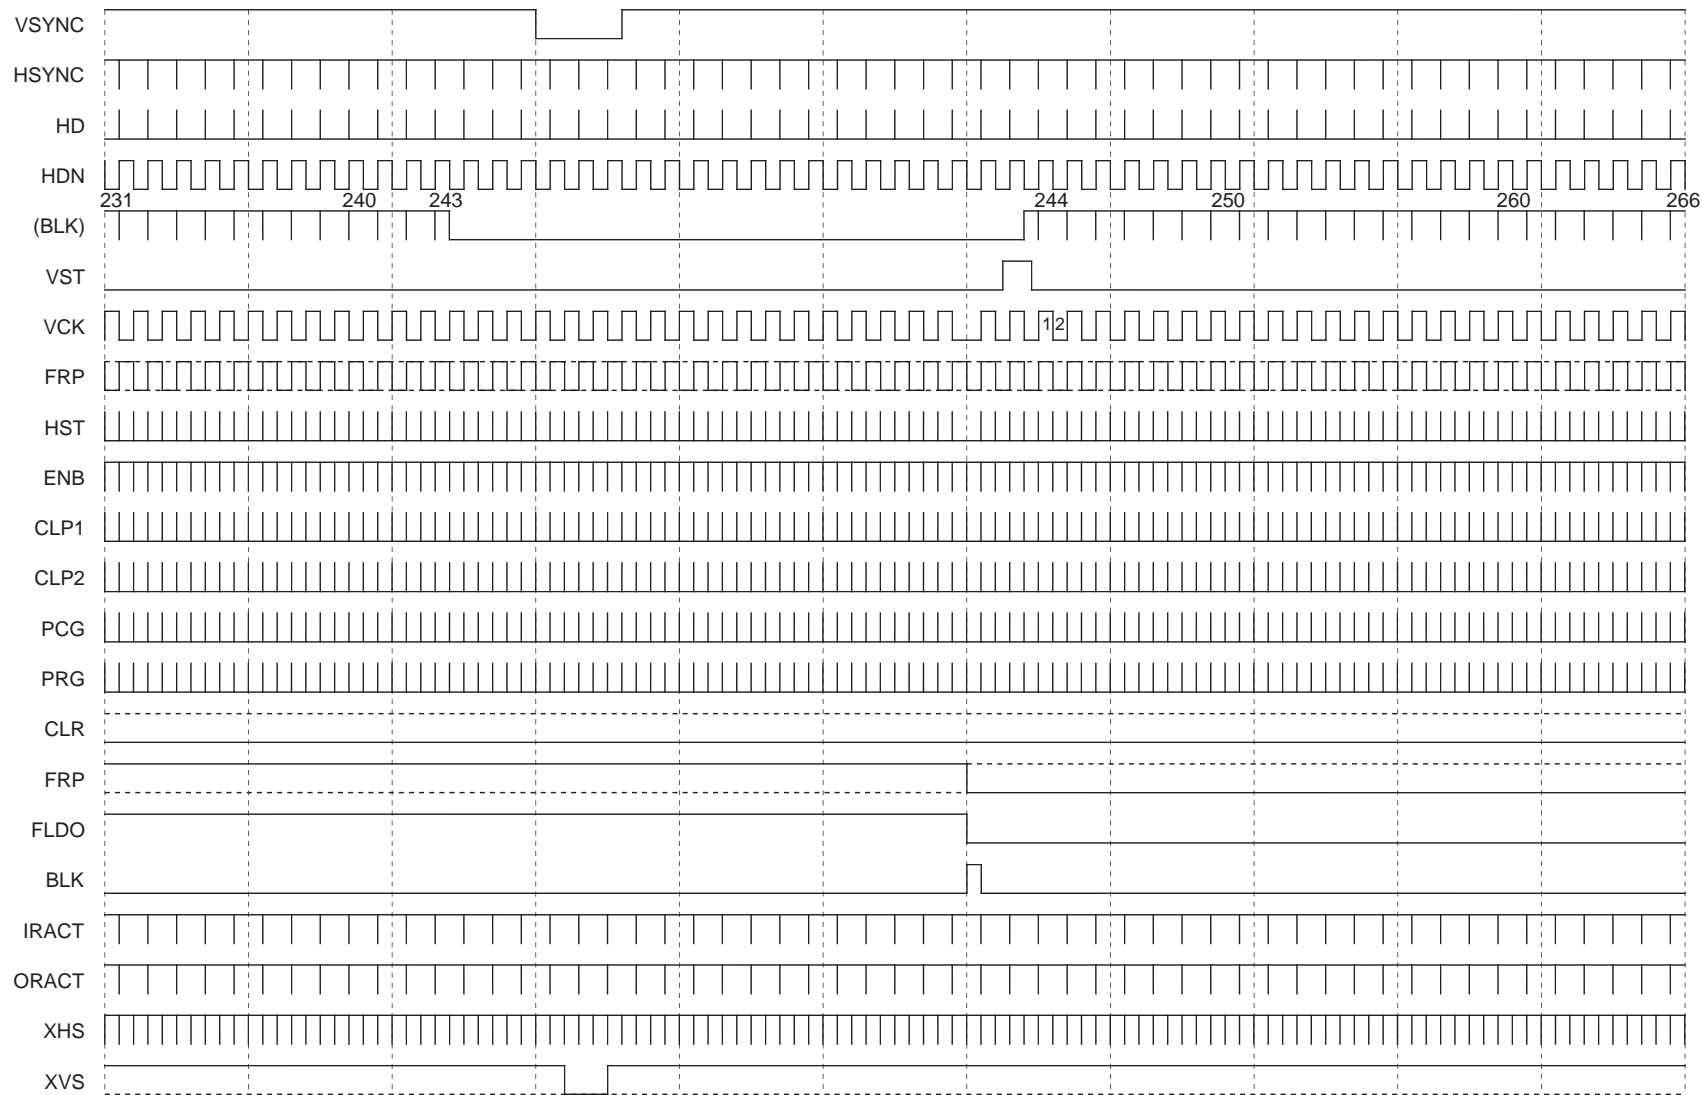 VSYNC
HSYNC
HD
HDN
231 240 243 244 250 260 266
(BLK)
VST
VCK 1 2
FRP
HST
ENB
CLP1
CLP2
PCG
PRG
CLR
FRP
FLDO
BLK
IRACT
ORACT
XHS
XVS